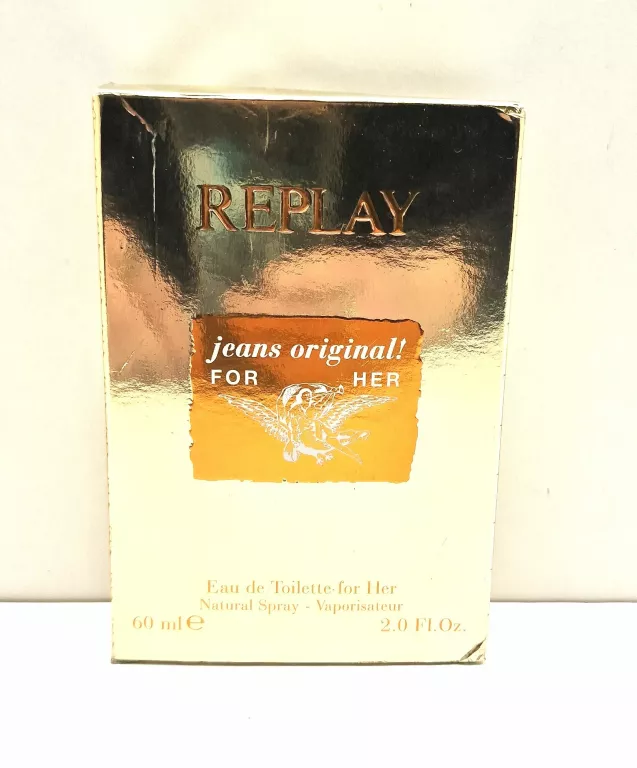 REPLAY
jeans original!
FOR HER
Eau de Toilette-for Her
Natural Spray - Vaporisateur
60 ml e 2.0 Fl.Oz.